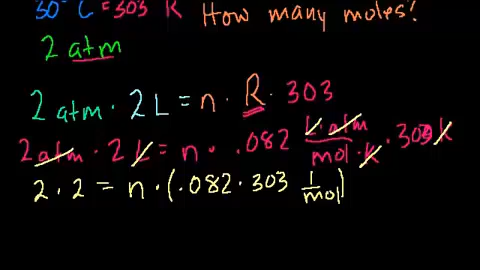 30° C = 303 K How many moles?
2 atm
2 atm · 2 L = n · R · 303
2 atm · 2 L = n · .082 L·atm / mol·K · 303 K
2 · 2 = n · (.082 · 303 1/mol)